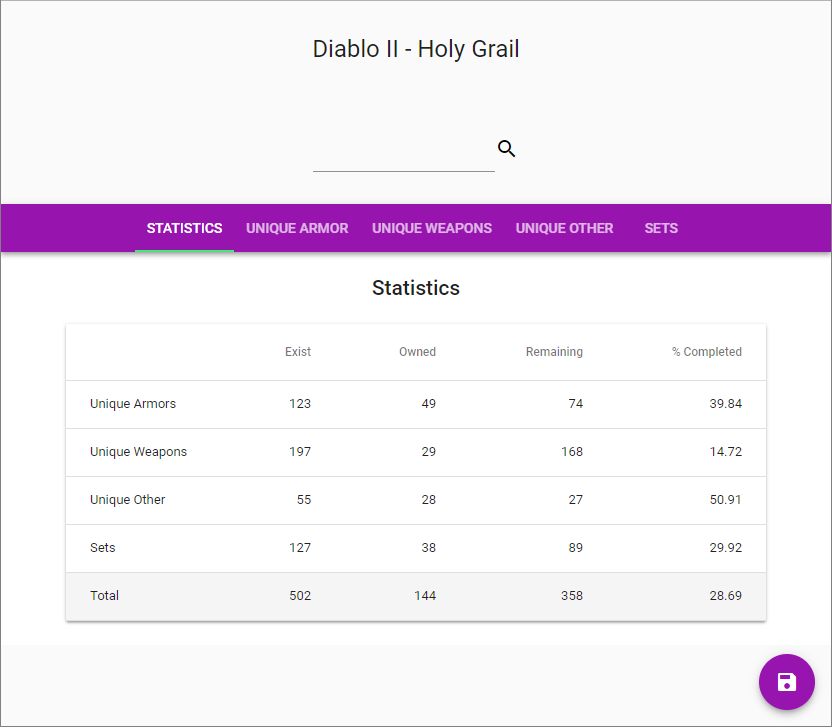 Diablo II - Holy Grail
STATISTICS UNIQUE ARMOR UNIQUE WEAPONS UNIQUE OTHER SETS
Statistics
Exist Owned Remaining % Completed
Unique Armors 123 49 74 39.84
Unique Weapons 197 29 168 14.72
Unique Other 55 28 27 50.91
Sets 127 38 89 29.92
Total 502 144 358 28.69